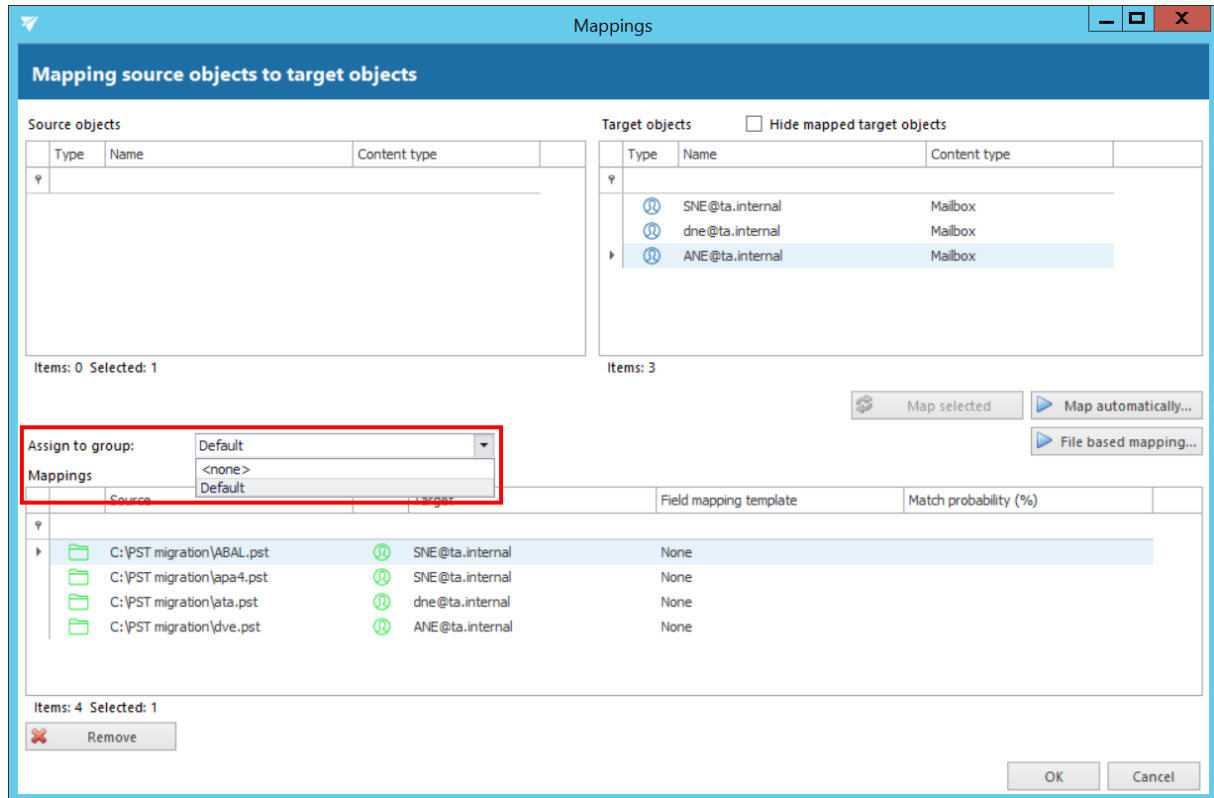 Mappings
Mapping source objects to target objects
Source objects
Target objects Hide mapped target objects
Type Name Content type
Type Name Content type
SNE@ta.internal Mailbox
dne@ta.internal Mailbox
ANE@ta.internal Mailbox
Items: 0 Selected: 1
Items: 3
Map selected Map automatically...
File based mapping...
Assign to group: Default
<none>
Default
Mappings
Source Target Field mapping template Match probability (%)
C:\PST migration\ABAL.pst SNE@ta.internal None
C:\PST migration\apa4.pst SNE@ta.internal None
C:\PST migration\ata.pst dne@ta.internal None
C:\PST migration\dve.pst ANE@ta.internal None
Items: 4 Selected: 1
Remove
OK Cancel